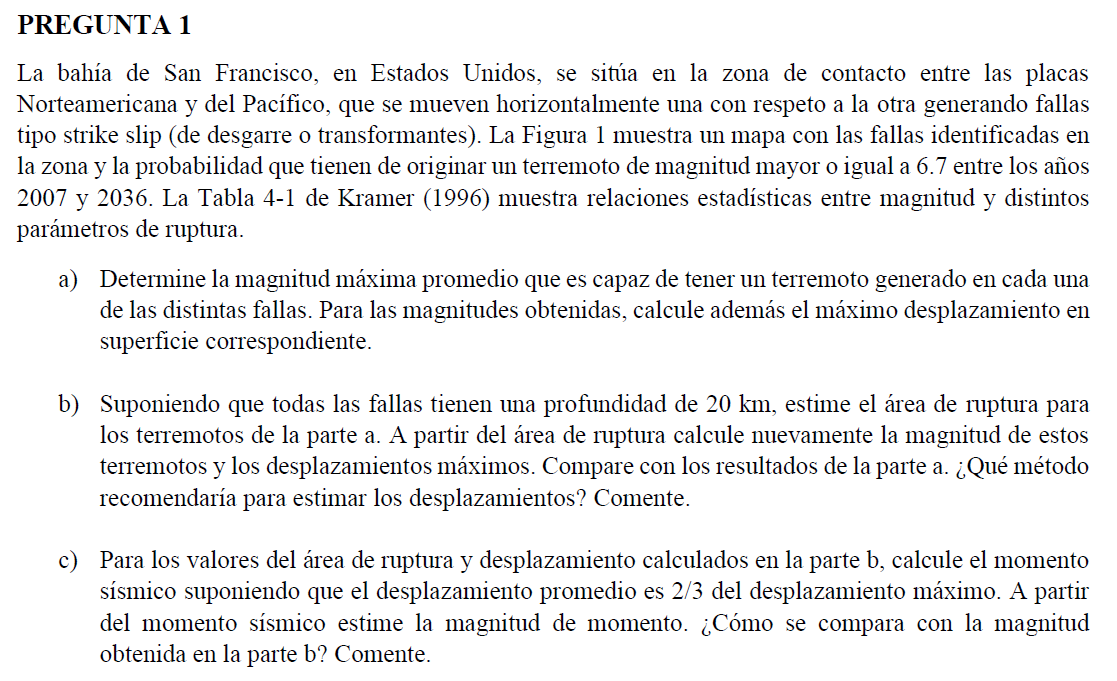 PREGUNTA 1
La bahía de San Francisco, en Estados Unidos, se sitúa en la zona de contacto entre las placas
Norteamericana y del Pacífico, que se mueven horizontalmente una con respeto a la otra generando fallas
tipo strike slip (de desgarre o transformantes). La Figura 1 muestra un mapa con las fallas identificadas en
la zona y la probabilidad que tienen de originar un terremoto de magnitud mayor o igual a 6.7 entre los años
2007 y 2036. La Tabla 4-1 de Kramer (1996) muestra relaciones estadísticas entre magnitud y distintos
parámetros de ruptura.
a) Determine la magnitud máxima promedio que es capaz de tener un terremoto generado en cada una
de las distintas fallas. Para las magnitudes obtenidas, calcule además el máximo desplazamiento en
superficie correspondiente.
b) Suponiendo que todas las fallas tienen una profundidad de 20 km, estime el área de ruptura para
los terremotos de la parte a. A partir del área de ruptura calcule nuevamente la magnitud de estos
terremotos y los desplazamientos máximos. Compare con los resultados de la parte a. ¿Qué método
recomendaría para estimar los desplazamientos? Comente.
c) Para los valores del área de ruptura y desplazamiento calculados en la parte b, calcule el momento
sísmico suponiendo que el desplazamiento promedio es 2/3 del desplazamiento máximo. A partir
del momento sísmico estime la magnitud de momento. ¿Cómo se compara con la magnitud
obtenida en la parte b? Comente.